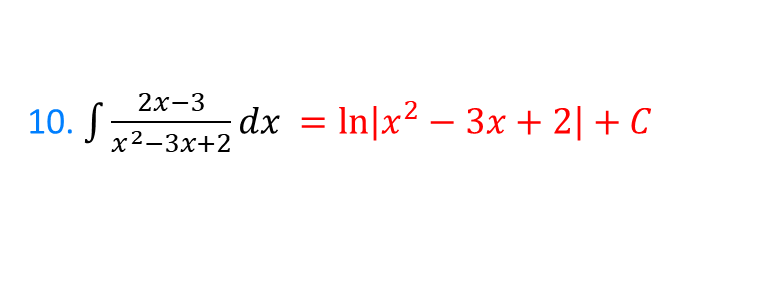 10. ∫ 2x−3 / x²−3x+2 dx = ln|x² − 3x + 2| + C